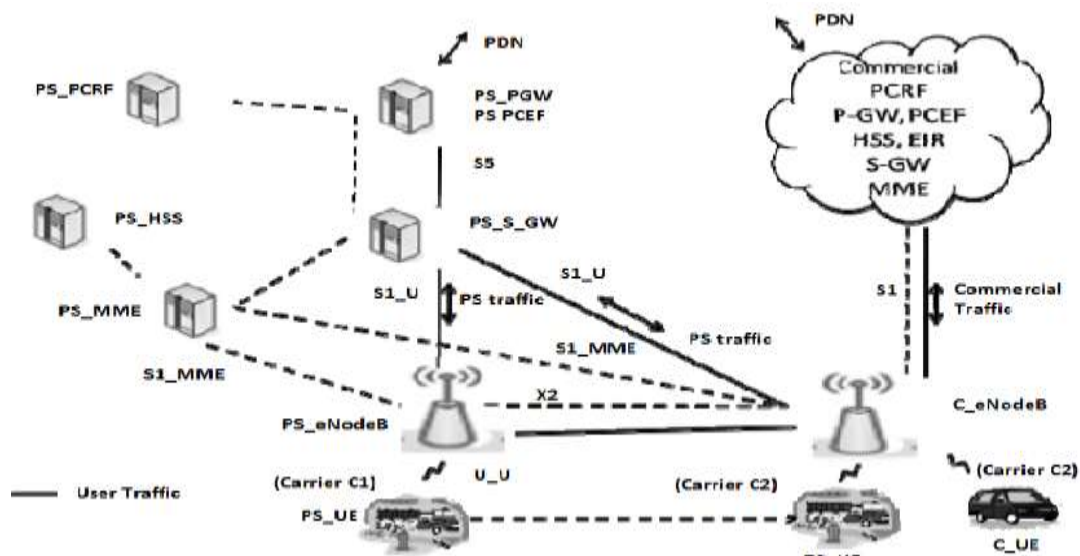 PDN
PDN
PS_PCRF
PS_PGW
PS PCEF
Commercial
PCRF
P-GW, PCEF
HSS, EIR
S-GW
MME
S5
PS_HSS
PS_S_GW
S1_U
PS traffic
S1_U
PS traffic
S1
Commercial
Traffic
PS_MME
S1_MME
S1_MME
X2
PS_eNodeB
C_eNodeB
U_U
(Carrier C1)
(Carrier C2)
(Carrier C2)
User Traffic
PS_UE
C_UE